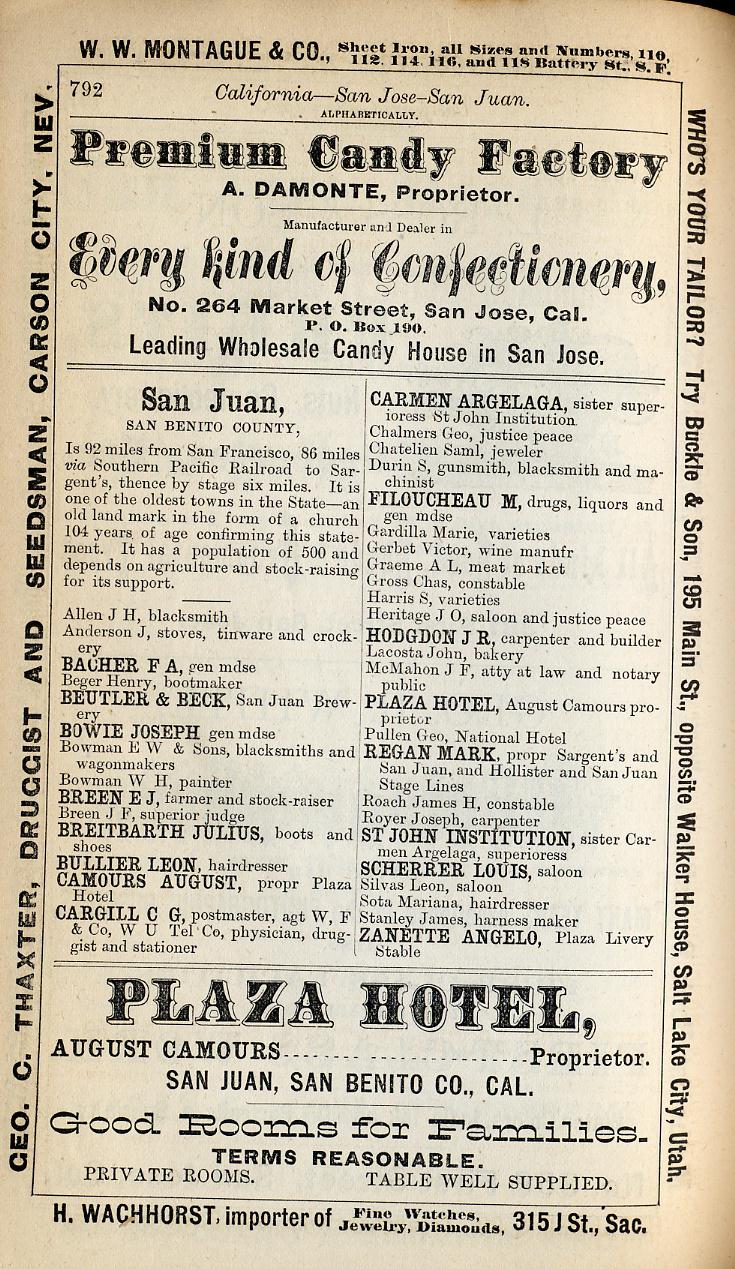 W. W. MONTAGUE & CO., Sheet Iron, all Sizes and Numbers, 110,
112, 114, 116, and 118 Battery St., S. F.
792
California—San Jose–San Juan.
ALPHABETICALLY.
Premium Candy Factory
A. DAMONTE, Proprietor.
Manufacturer and Dealer in
Every kind of Confectionery,
No. 264 Market Street, San Jose, Cal.
P. O. Box 190.
Leading Wholesale Candy House in San Jose.
San Juan,
SAN BENITO COUNTY,
Is 92 miles from San Francisco, 86 miles
via Southern Pacific Railroad to Sar-
gent's, thence by stage six miles. It is
one of the oldest towns in the State—an
old land mark in the form of a church
104 years of age confirming this state-
ment. It has a population of 500 and
depends on agriculture and stock-raising
for its support.
Allen J H, blacksmith
Anderson J, stoves, tinware and crock-
ery
BACHER F A, gen mdse
Beger Henry, bootmaker
BEUTLER & BECK, San Juan Brew-
ery
BOWIE JOSEPH gen mdse
Bowman E W & Sons, blacksmiths and
wagonmakers
Bowman W H, painter
BREEN E J, farmer and stock-raiser
Breen J F, superior judge
BREITBARTH JULIUS, boots and
shoes
BULLIER LEON, hairdresser
CAMOURS AUGUST, propr Plaza
Hotel
CARGILL C G, postmaster, agt W, F
& Co, W U Tel Co, physician, drug-
gist and stationer
CARMEN ARGELAGA, sister super-
ioress St John Institution
Chalmers Geo, justice peace
Chatelien Saml, jeweler
Durin S, gunsmith, blacksmith and ma-
chinist
FILOUCHEAU M, drugs, liquors and
gen mdse
Gardilla Marie, varieties
Gerbet Victor, wine manufr
Graeme A L, meat market
Gross Chas, constable
Harris S, varieties
Heritage J O, saloon and justice peace
HODGDON J R, carpenter and builder
Lacosta John, bakery
McMahon J F, atty at law and notary
public
PLAZA HOTEL, August Camours pro-
prietor
Pullen Geo, National Hotel
REGAN MARK, propr Sargent's and
San Juan, and Hollister and San Juan
Stage Lines
Roach James H, constable
Royer Joseph, carpenter
ST JOHN INSTITUTION, sister Car-
men Argelaga, superioress
SCHERRER LOUIS, saloon
Silvas Leon, saloon
Sota Mariana, hairdresser
Stanley James, harness maker
ZANETTE ANGELO, Plaza Livery
Stable
PLAZA HOTEL,
AUGUST CAMOURS.................................Proprietor.
SAN JUAN, SAN BENITO CO., CAL.
Good Rooms for Families.
TERMS REASONABLE.
PRIVATE ROOMS. TABLE WELL SUPPLIED.
H. WACHHORST, importer of Fine Watches,
Jewelry, Diamonds, 315 J St., Sac.
GEO. C. THAXTER, DRUGGIST AND SEEDSMAN, CARSON CITY, NEV.
WHO'S YOUR TAILOR? Try Buckle & Son, 195 Main St., opposite Walker House, Salt Lake City, Utah.